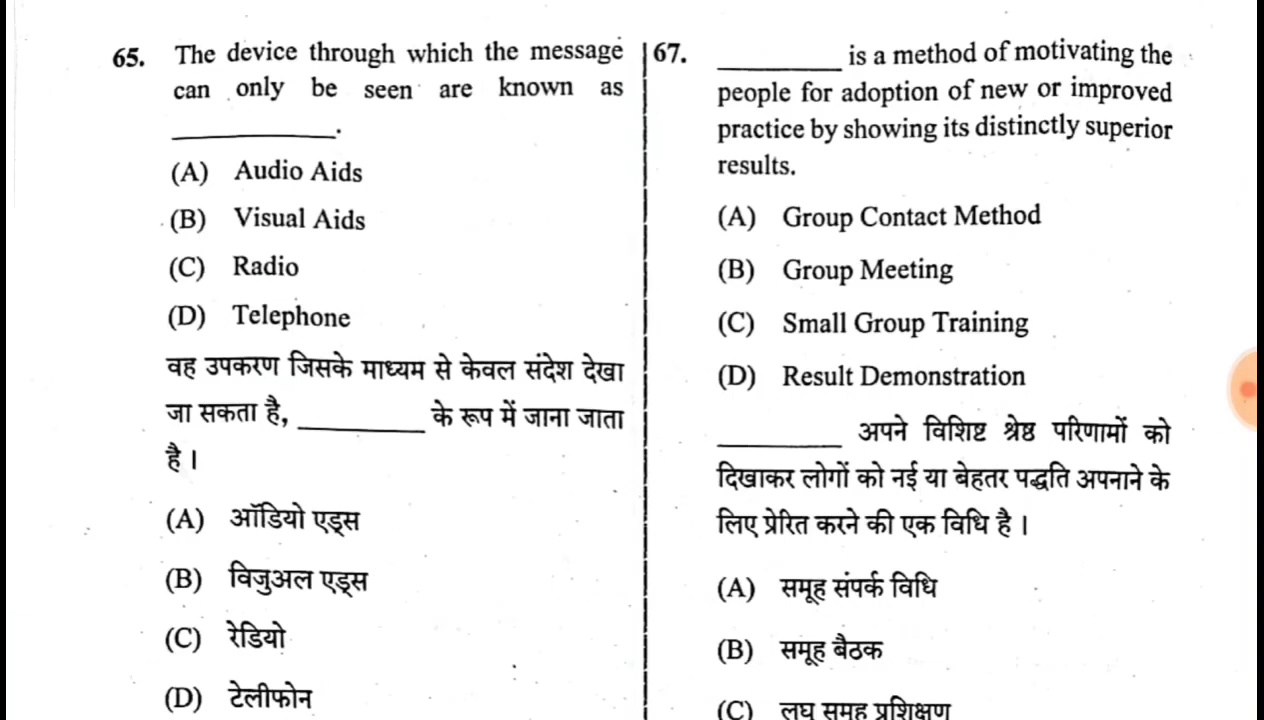 65. The device through which the message
can only be seen are known as
____________.
(A) Audio Aids
(B) Visual Aids
(C) Radio
(D) Telephone
वह उपकरण जिसके माध्यम से केवल संदेश देखा
जा सकता है, _________ के रूप में जाना जाता
है ।
(A) ऑडियो एड्स
(B) विजुअल एड्स
(C) रेडियो
(D) टेलीफोन
67. _________ is a method of motivating the
people for adoption of new or improved
practice by showing its distinctly superior
results.
(A) Group Contact Method
(B) Group Meeting
(C) Small Group Training
(D) Result Demonstration
_________ अपने विशिष्ट श्रेष्ठ परिणामों को
दिखाकर लोगों को नई या बेहतर पद्धति अपनाने के
लिए प्रेरित करने की एक विधि है ।
(A) समूह संपर्क विधि
(B) समूह बैठक
(C) लघु समूह प्रशिक्षण